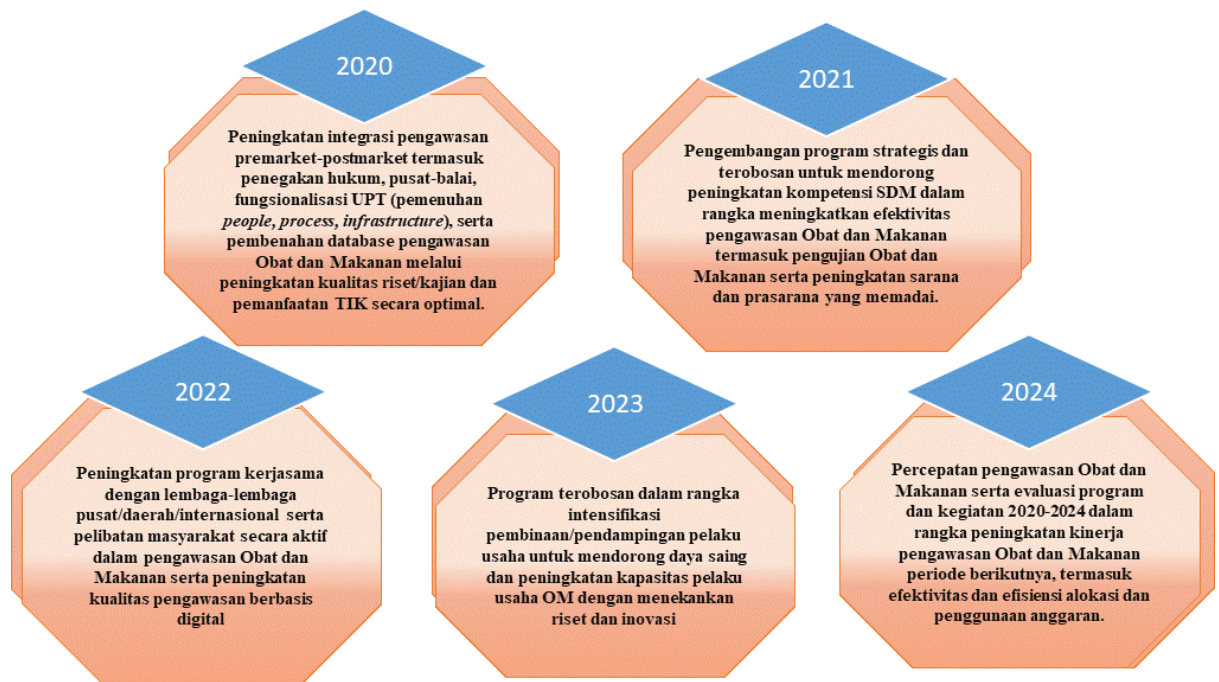 2020
Peningkatan integrasi pengawasan
premarket-postmarket termasuk
penegakan hukum, pusat-balai,
fungsionalisasi UPT (pemenuhan
people, process, infrastructure), serta
pembenahan database pengawasan
Obat dan Makanan melalui
peningkatan kualitas riset/kajian dan
pemanfaatan TIK secara optimal.
2021
Pengembangan program strategis dan
terobosan untuk mendorong
peningkatan kompetensi SDM dalam
rangka meningkatkan efektivitas
pengawasan Obat dan Makanan
termasuk pengujian Obat dan
Makanan serta peningkatan sarana
dan prasarana yang memadai.
2022
Peningkatan program kerjasama
dengan lembaga-lembaga
pusat/daerah/internasional serta
pelibatan masyarakat secara aktif
dalam pengawasan Obat dan
Makanan serta peningkatan
kualitas pengawasan berbasis
digital
2023
Program terobosan dalam rangka
intensifikasi
pembinaan/pendampingan pelaku
usaha untuk mendorong daya saing
dan peningkatan kapasitas pelaku
usaha OM dengan menekankan
riset dan inovasi
2024
Percepatan pengawasan Obat dan
Makanan serta evaluasi program
dan kegiatan 2020-2024 dalam
rangka peningkatan kinerja
pengawasan Obat dan Makanan
periode berikutnya, termasuk
efektivitas dan efisiensi alokasi dan
penggunaan anggaran.